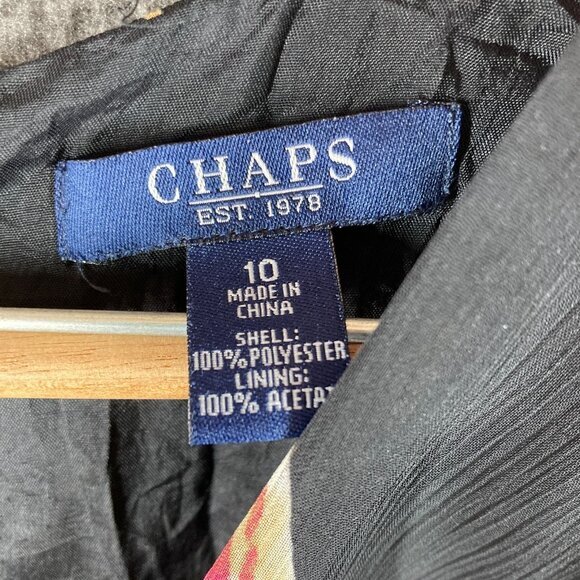 CHAPS
EST. 1978
10
MADE IN
CHINA
SHELL:
100% POLYESTER
LINING:
100% ACETAT